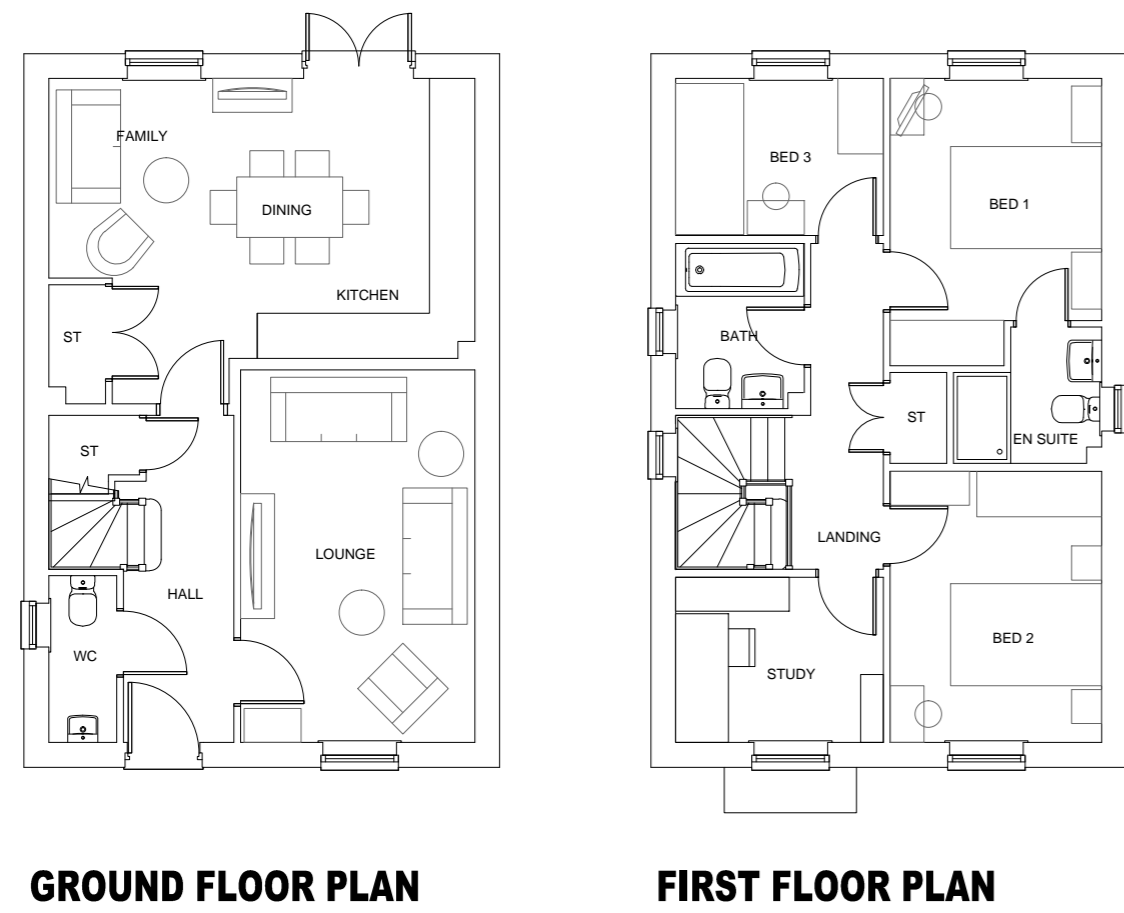 FAMILY
DINING
KITCHEN
ST
ST
LOUNGE
HALL
WC
GROUND FLOOR PLAN
BED 3
BED 1
BATH
ST
EN SUITE
LANDING
BED 2
STUDY
FIRST FLOOR PLAN